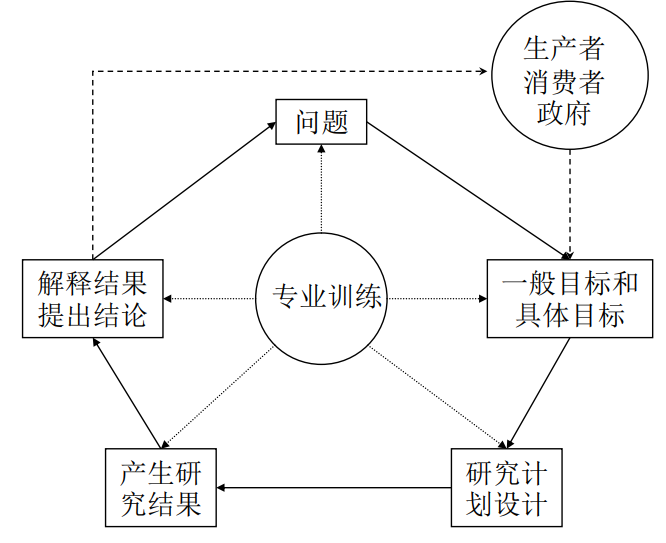 生产者
消费者
政府
问题
解释结果
提出结论
专业训练
一般目标和
具体目标
产生研
究结果
研究计
划设计